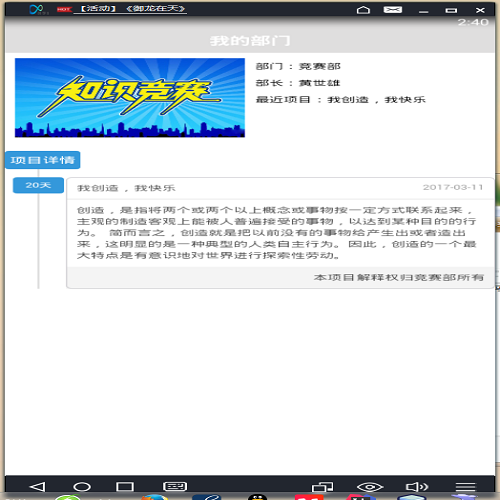 HOT 【活动】《御龙在天》
2:40
我的部门
知识竞赛
部门：竞赛部
部长：黄世雄
最近项目：我创造，我快乐
项目详情
20天
我创造，我快乐
2017-03-11
创造，是指将两个或两个以上概念或事物按一定方式联系起来，
主观的制造客观上能被人普遍接受的事物，以达到某种目的的行
为。 简而言之，创造就是把以前没有的事物给产生出或者造出
来，这明显的是一种典型的人类自主行为。因此，创造的一个最
大特点是有意识地对世界进行探索性劳动。
本项目解释权归竞赛部所有